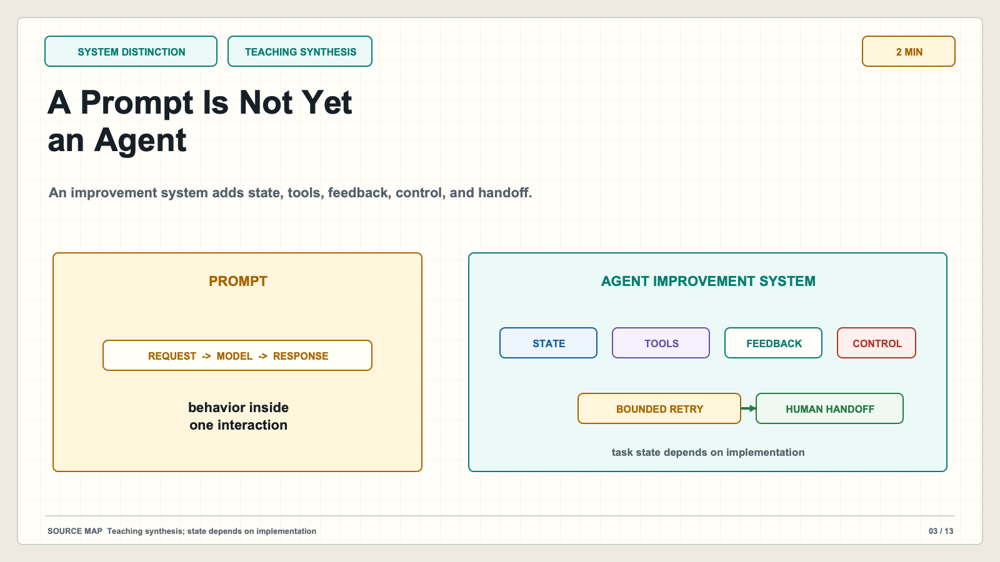 SYSTEM DISTINCTION
TEACHING SYNTHESIS
2 MIN
A Prompt Is Not Yet
an Agent
An improvement system adds state, tools, feedback, control, and handoff.
PROMPT
REQUEST -> MODEL -> RESPONSE
behavior inside
one interaction
AGENT IMPROVEMENT SYSTEM
STATE
TOOLS
FEEDBACK
CONTROL
BOUNDED RETRY
HUMAN HANDOFF
task state depends on implementation
SOURCE MAP Teaching synthesis; state depends on implementation
03 / 13